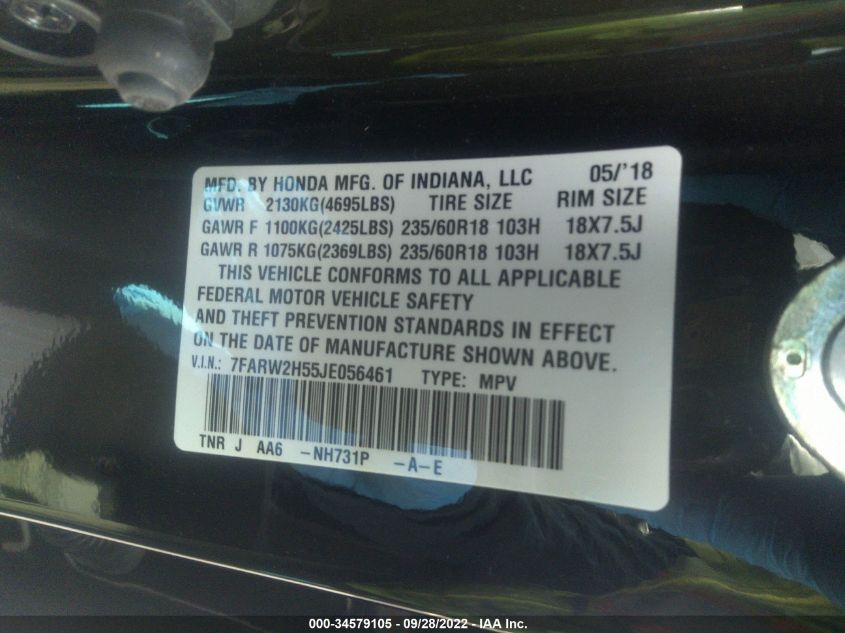 MFD. BY HONDA MFG. OF INDIANA, LLC 05/'18
GVWR 2130KG(4695LBS) TIRE SIZE RIM SIZE
GAWR F 1100KG(2425LBS) 235/60R18 103H 18X7.5J
GAWR R 1075KG(2369LBS) 235/60R18 103H 18X7.5J
THIS VEHICLE CONFORMS TO ALL APPLICABLE
FEDERAL MOTOR VEHICLE SAFETY
AND THEFT PREVENTION STANDARDS IN EFFECT
ON THE DATE OF MANUFACTURE SHOWN ABOVE.
V.I.N.: 7FARW2H55JE056461 TYPE: MPV
TNR J AA6 -NH731P -A-E
000-34579105 - 09/28/2022 - IAA Inc.